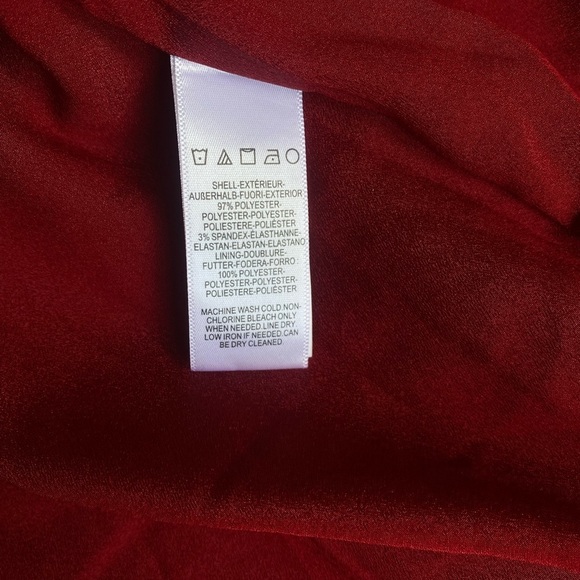 SHELL-EXTÉRIEUR-
AUßERHALB-FUORI-EXTERIOR
97% POLYESTER-
POLYESTER-POLYESTER-
POLIESTERE-POLIÉSTER
3% SPANDEX-ÉLASTHANNE-
ELASTAN-ELASTAN-ELASTANO
LINING-DOUBLURE-
FUTTER-FODERA-FORRO
100% POLYESTER-
POLYESTER-POLYESTER-
POLIESTERE-POLIÉSTER
MACHINE WASH COLD.NON-
CHLORINE BLEACH ONLY
WHEN NEEDED.LINE DRY
LOW IRON IF NEEDED.CAN
BE DRY CLEANED